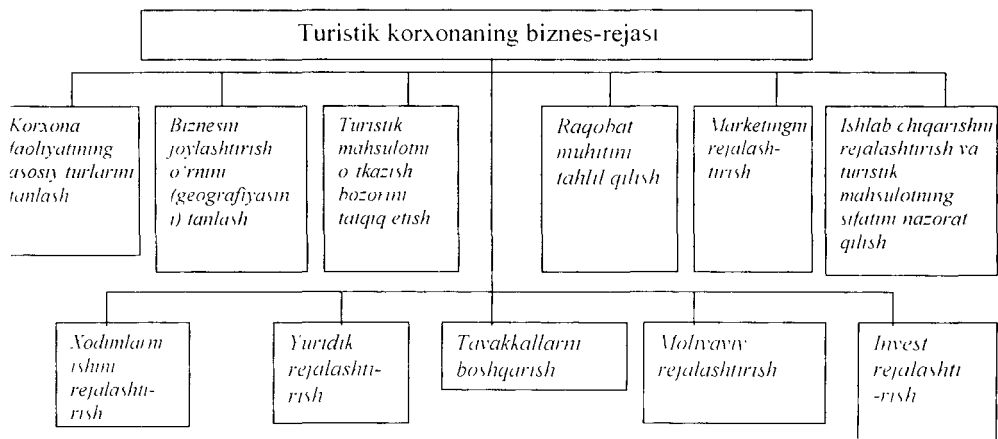 Turistik korxonaning biznes-rejası
Korxona
faoliyatining
asosiy turlarini
tanlash
Biznesni
joylashtirish
o‘rnini
(geografiyasin
i) tanlash
Turistik
mahsulotni
o tkazish
bozorini
tatqiq etish
Raqobat
muhitini
tahlil qilish
Marketingni
rejalash-
tirish
Ishlab chiqarishni
rejalashtirish va
turistik
mahsulotning
sifatini nazorat
qilish
Xodimlarni
ishini
rejalashti-
rish
Yuridik
rejalashti-
rish
Tavakkallarni
boshqarish
Moliyaviy
rejalashtirish
Invest
rejalashti
-rish